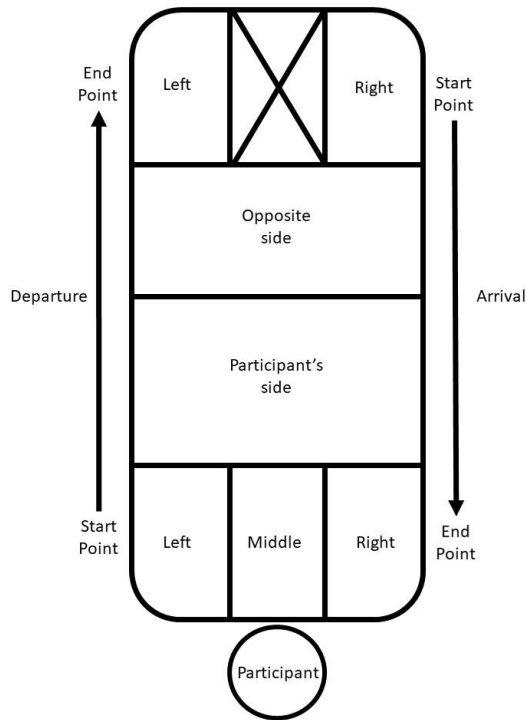 End
Point
Left
Right
Start
Point
Opposite
side
Departure
Arrival
Participant's
side
Start
Point
Left
Middle
Right
End
Point
Participant